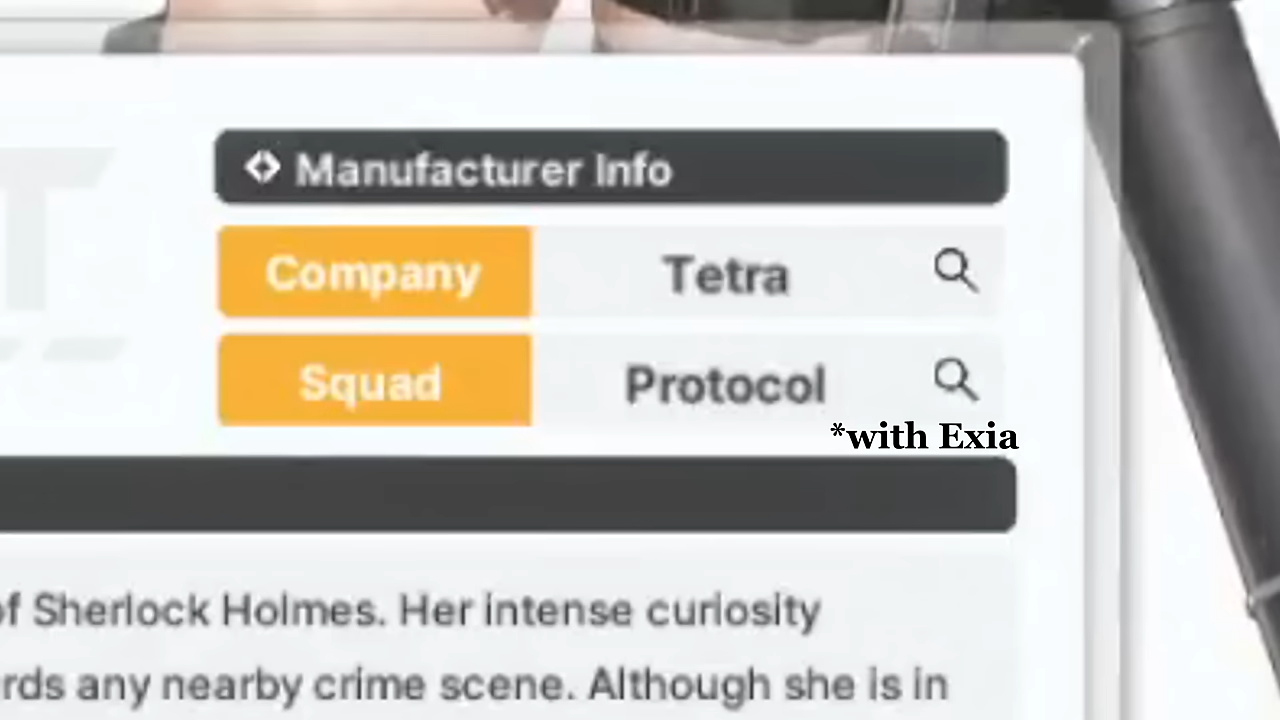 Manufacturer Info
Company Tetra
Squad Protocol
*with Exia
of Sherlock Holmes. Her intense curiosity
any nearby crime scene. Although she is in